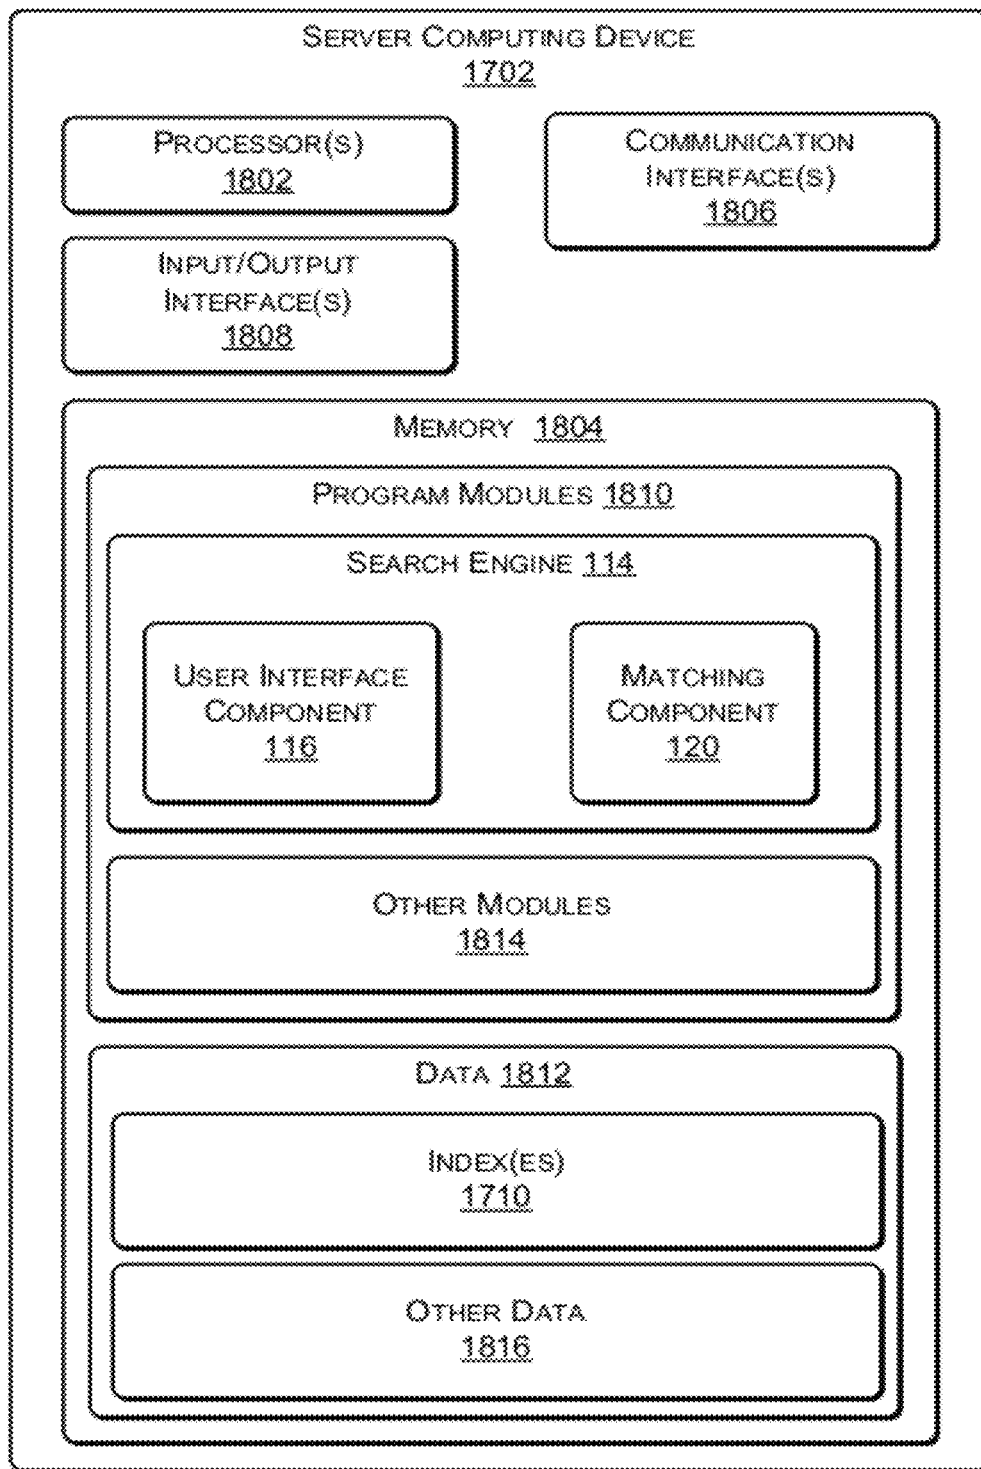 SERVER COMPUTING DEVICE
1702
PROCESSOR(S)
1802
COMMUNICATION
INTERFACE(S)
1806
INPUT/OUTPUT
INTERFACE(S)
1808
MEMORY 1804
PROGRAM MODULES 1810
SEARCH ENGINE 114
USER INTERFACE
COMPONENT
116
MATCHING
COMPONENT
120
OTHER MODULES
1814
DATA 1812
INDEX(ES)
1710
OTHER DATA
1816